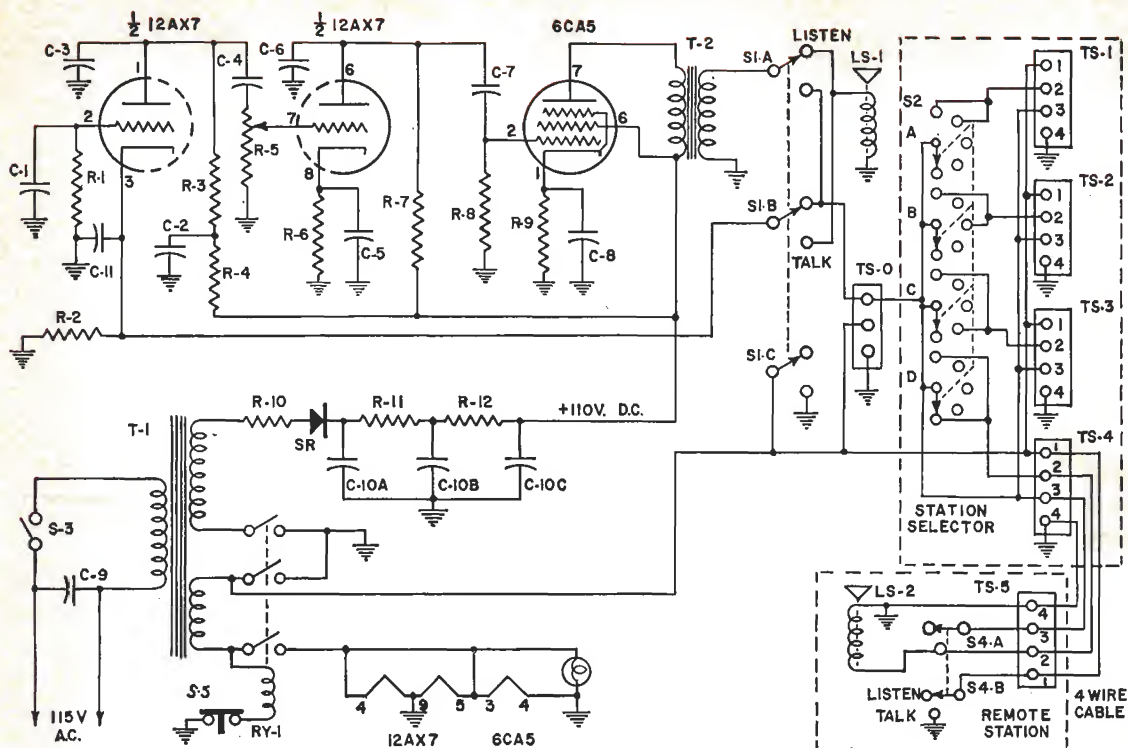 1/2 12AX7
1/2 12AX7
6CA5
C-3
1
2
3
C-1
R-1
C-11
R-2
C-4
R-5
R-3
C-2
R-4
C-6
6
7
8
R-6
C-5
R-7
C-7
R-8
7
2
6
1
R-9
C-8
T-2
S1-A
LISTEN
S1-B
TALK
S1-C
LS-1
TS-0
S2
A
B
C
D
STATION
SELECTOR
TS-1
1
2
3
4
TS-2
1
2
3
4
TS-3
1
2
3
4
TS-4
1
2
3
4
T-1
R-10
SR
R-11
R-12
+110V. D.C.
C-10A
C-10B
C-10C
S-3
C-9
115V
A.C.
S-5
RY-1
4
9
5
3
4
12AX7
6CA5
LS-2
TS-5
4
3
2
1
S4-A
S4-B
LISTEN
TALK
REMOTE
STATION
4 WIRE
CABLE